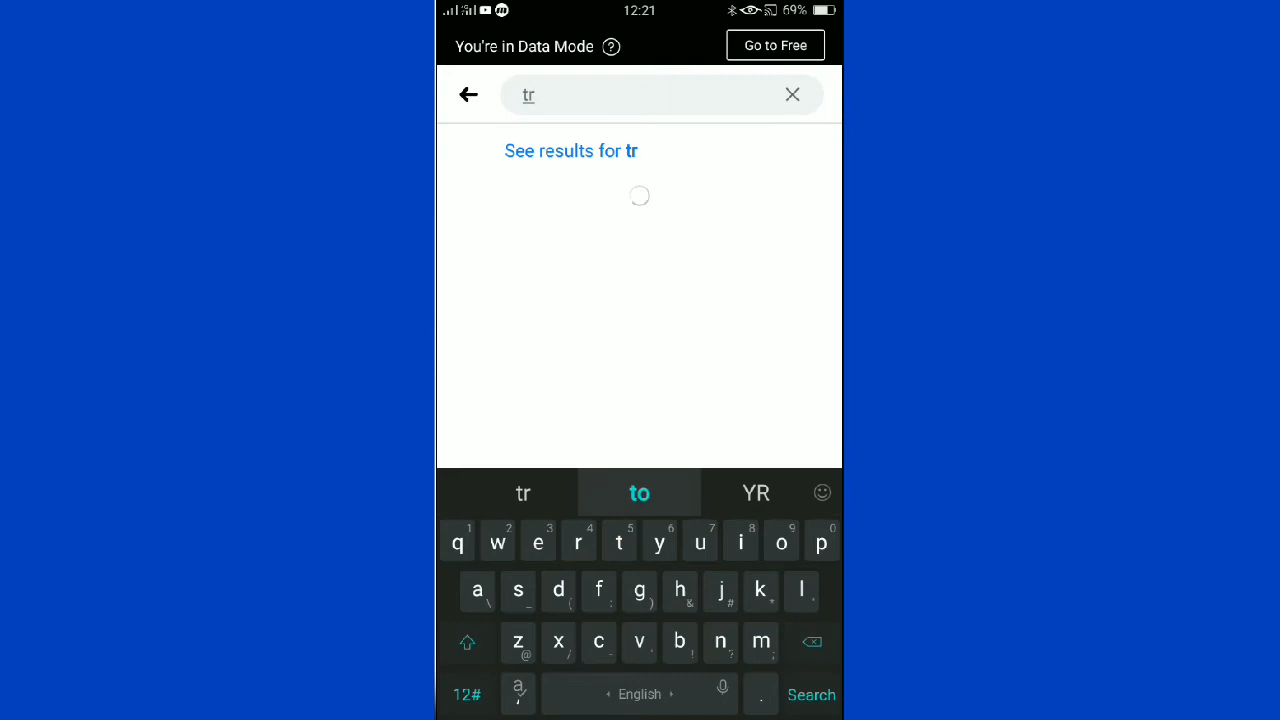 12:21 69%
You're in Data Mode ? Go to Free
tr
See results for tr
tr to YR
1 2 3 4 5 6 7 8 9 0
q w e r t y u i o p
a s d f g h j k l
\ _ ( : ) & # *
z x c v b n m
@ / - ! ? ;
12# a , English . Search